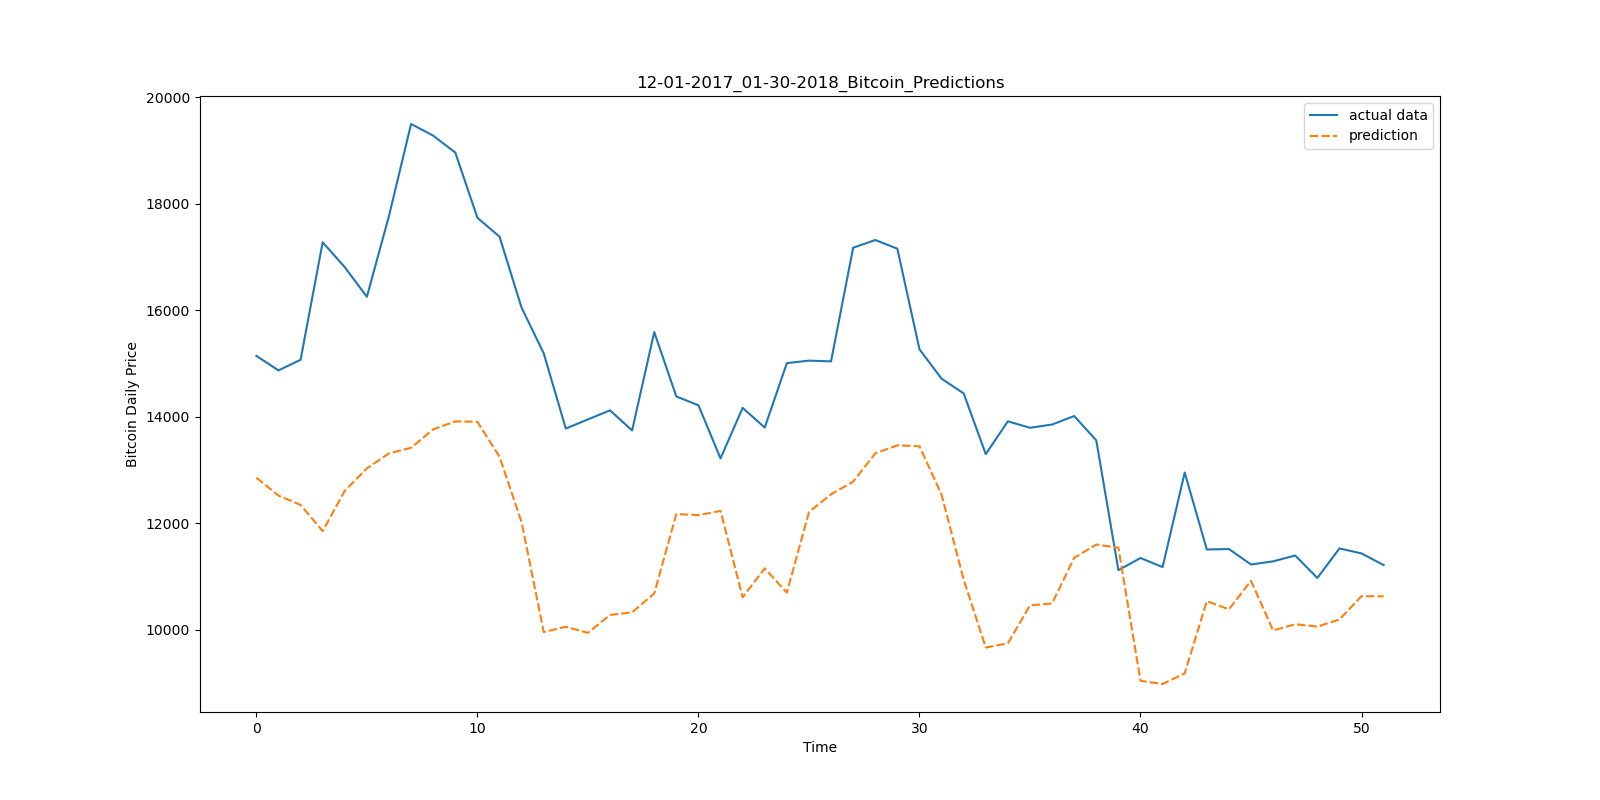 12-01-2017_01-30-2018_Bitcoin_Predictions
actual data
prediction
20000
18000
16000
14000
12000
10000
Bitcoin Daily Price
0 10 20 30 40 50
Time